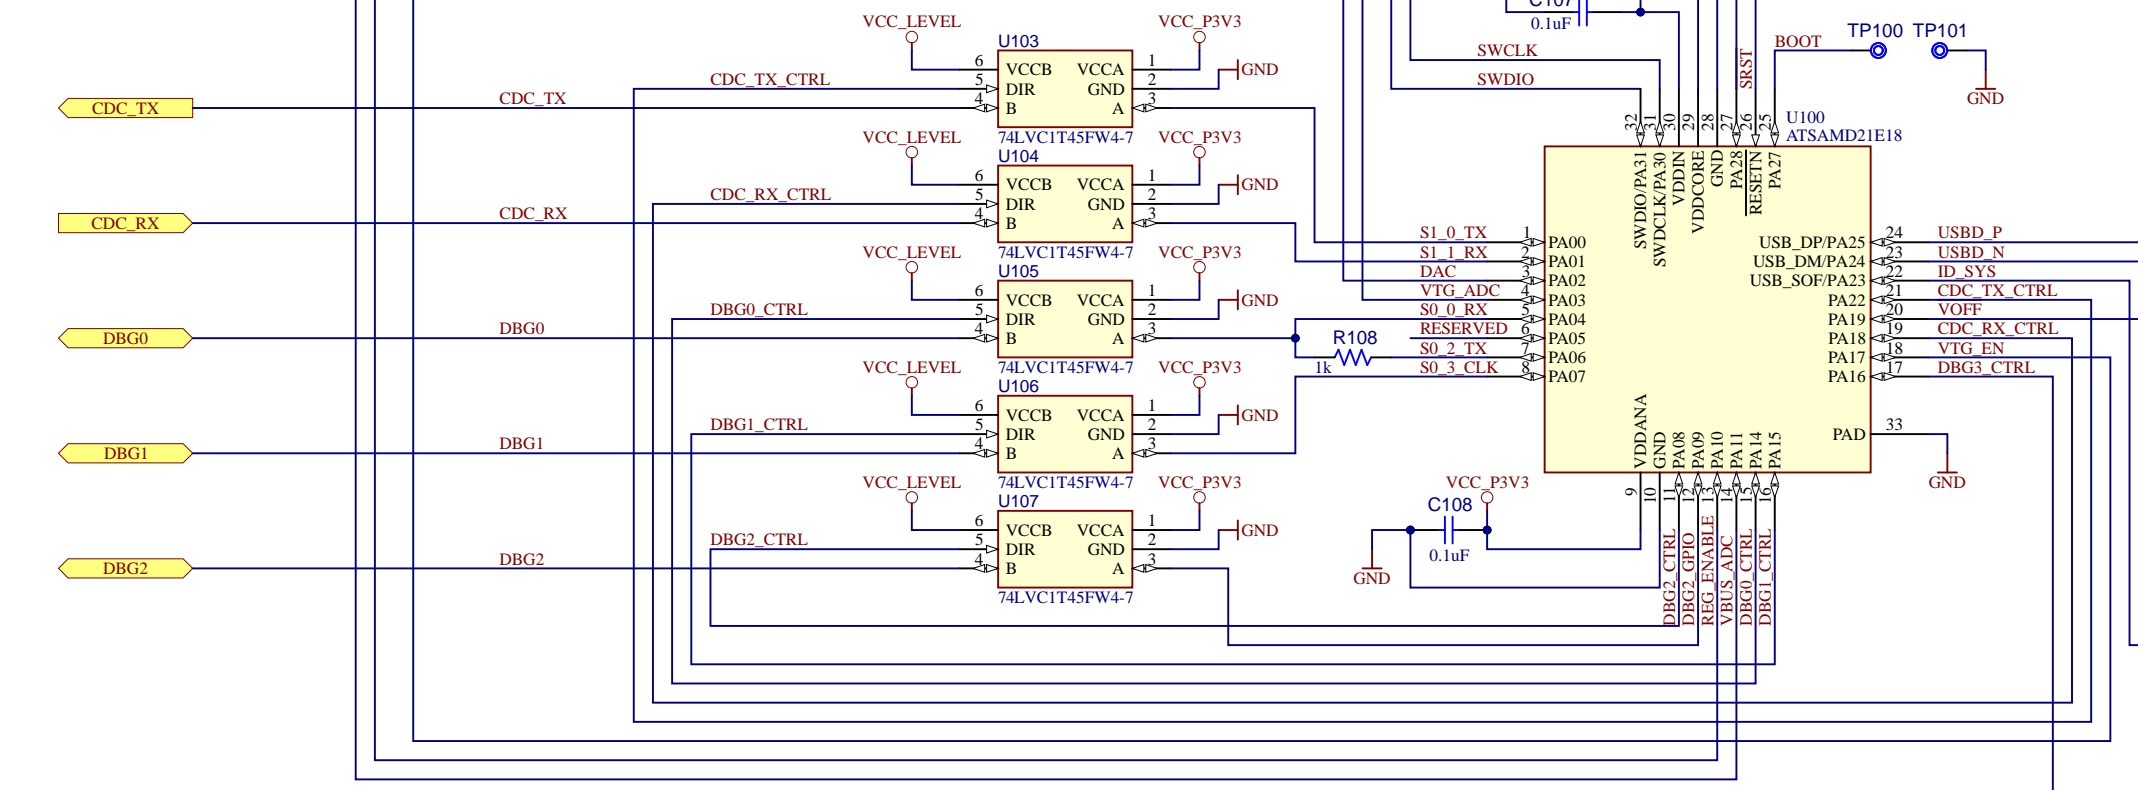 C107
0.1uF
VCC_LEVEL
VCC_P3V3
U103
6 VCCB VCCA 1
5 DIR GND 2
4 B A 3
GND
74LVC1T45FW4-7
CDC_TX_CTRL
CDC_TX
CDC_TX
VCC_LEVEL
VCC_P3V3
U104
6 VCCB VCCA 1
5 DIR GND 2
4 B A 3
GND
74LVC1T45FW4-7
CDC_RX_CTRL
CDC_RX
CDC_RX
VCC_LEVEL
VCC_P3V3
U105
6 VCCB VCCA 1
5 DIR GND 2
4 B A 3
GND
74LVC1T45FW4-7
DBG0_CTRL
DBG0
DBG0
VCC_LEVEL
VCC_P3V3
U106
6 VCCB VCCA 1
5 DIR GND 2
4 B A 3
GND
74LVC1T45FW4-7
DBG1_CTRL
DBG1
DBG1
VCC_LEVEL
VCC_P3V3
U107
6 VCCB VCCA 1
5 DIR GND 2
4 B A 3
GND
74LVC1T45FW4-7
DBG2_CTRL
DBG2
DBG2
SWCLK
SWDIO
SRST
BOOT
TP100 TP101
GND
U100
ATSAMD21E18
32 SWDIO/PA31
31 SWDCLK/PA30
30 VDDIN
29 VDDCORE
28 GND
27 PA28
26 RESETN
25 PA27
S1_0_TX 1 PA00
S1_1_RX 2 PA01
DAC 3 PA02
VTG_ADC 4 PA03
S0_0_RX 5 PA04
RESERVED 6 PA05
S0_2_TX 7 PA06
S0_3_CLK 8 PA07
R108
1k
USB_DP/PA25 24 USBD_P
USB_DM/PA24 23 USBD_N
USB_SOF/PA23 22 ID_SYS
PA22 21 CDC_TX_CTRL
PA19 20 VOFF
PA18 19 CDC_RX_CTRL
PA17 18 VTG_EN
PA16 17 DBG3_CTRL
PAD 33
GND
VDDANA 9
GND 10
PA08 11 DBG2_CTRL
PA09 12 DBG2_GPIO
PA10 13 REG_ENABLE
PA11 14 VBUS_ADC
PA14 15 DBG0_CTRL
PA15 16 DBG1_CTRL
VCC_P3V3
C108
0.1uF
GND